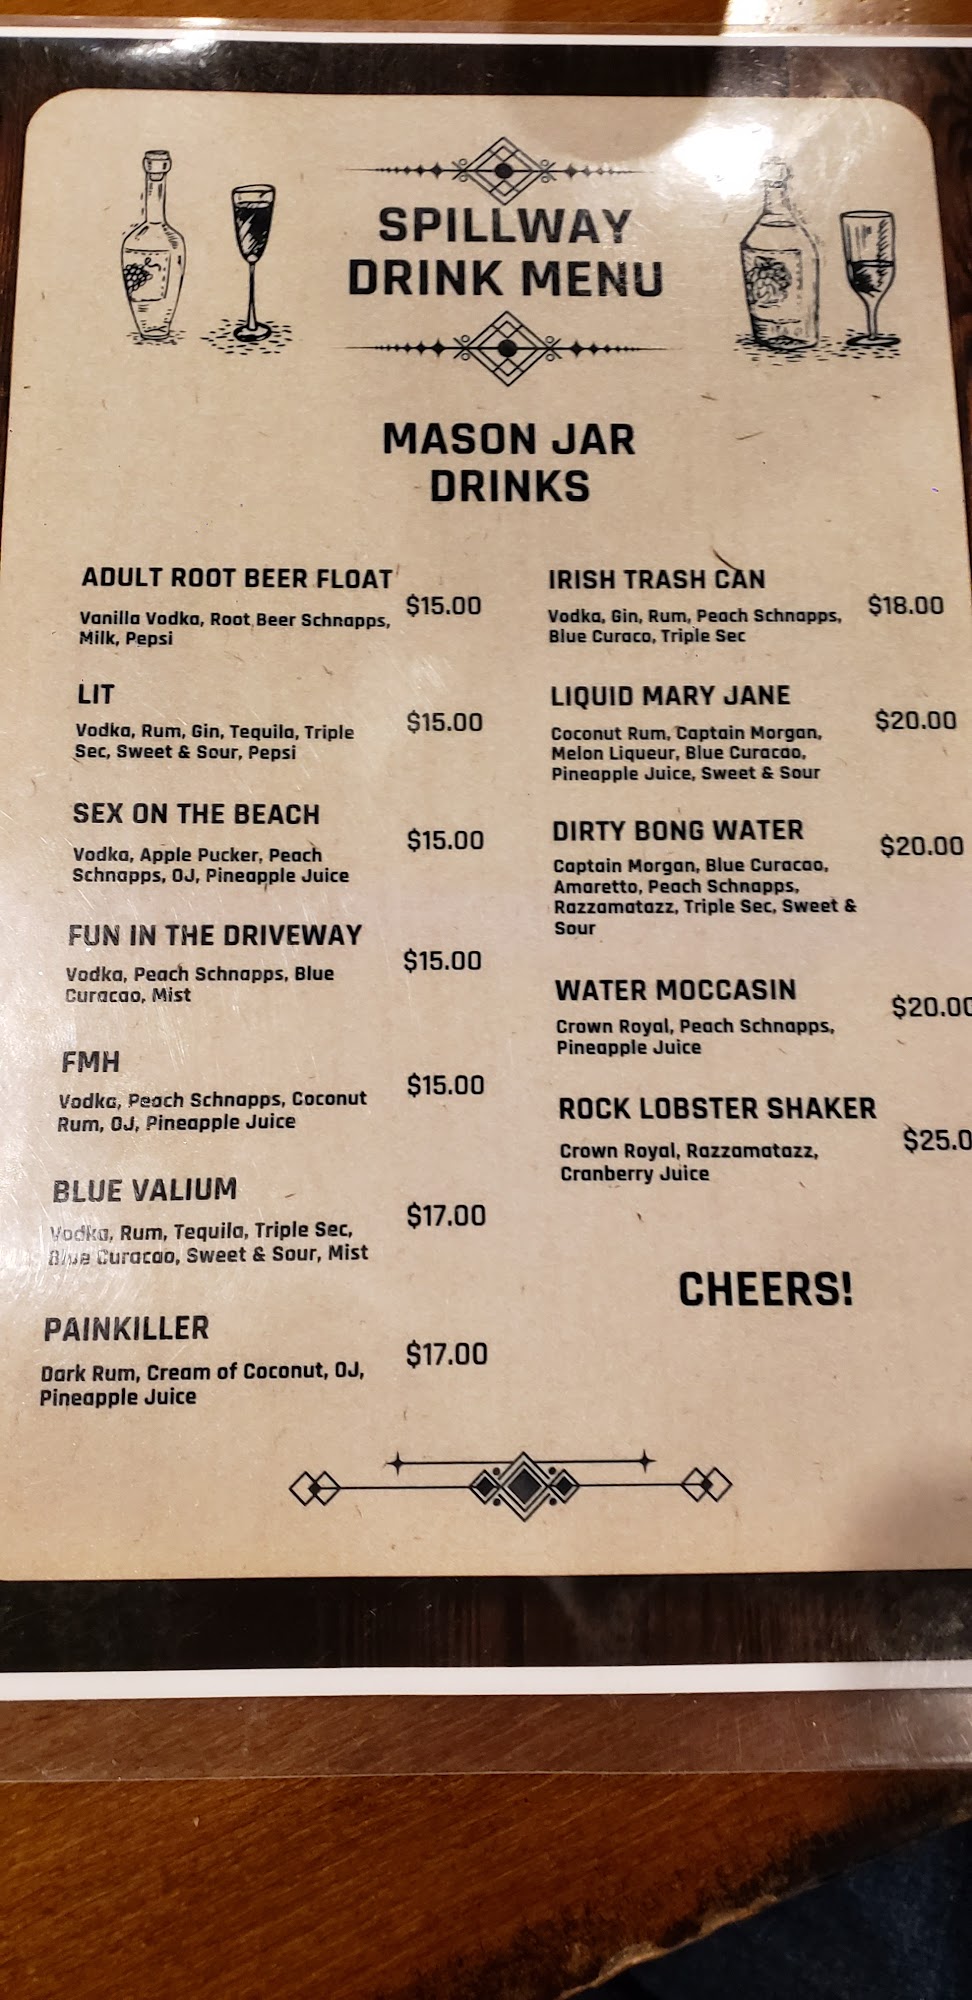 SPILLWAY
DRINK MENU
MASON JAR
DRINKS
ADULT ROOT BEER FLOAT
$15.00
Vanilla Vodka, Root Beer Schnapps,
Milk, Pepsi
LIT
$15.00
Vodka, Rum, Gin, Tequila, Triple
Sec, Sweet & Sour, Pepsi
SEX ON THE BEACH
$15.00
Vodka, Apple Pucker, Peach
Schnapps, OJ, Pineapple Juice
FUN IN THE DRIVEWAY
$15.00
Vodka, Peach Schnapps, Blue
Curacao, Mist
FMH
$15.00
Vodka, Peach Schnapps, Coconut
Rum, OJ, Pineapple Juice
BLUE VALIUM
$17.00
Vodka, Rum, Tequila, Triple Sec,
Blue Curacao, Sweet & Sour, Mist
PAINKILLER
$17.00
Dark Rum, Cream of Coconut, OJ,
Pineapple Juice
IRISH TRASH CAN
$18.00
Vodka, Gin, Rum, Peach Schnapps,
Blue Curaco, Triple Sec
LIQUID MARY JANE
$20.00
Coconut Rum, Captain Morgan,
Melon Liqueur, Blue Curacao,
Pineapple Juice, Sweet & Sour
DIRTY BONG WATER
$20.00
Captain Morgan, Blue Curacao,
Amaretto, Peach Schnapps,
Razzamatazz, Triple Sec, Sweet &
Sour
WATER MOCCASIN
$20.00
Crown Royal, Peach Schnapps,
Pineapple Juice
ROCK LOBSTER SHAKER
$25.0
Crown Royal, Razzamatazz,
Cranberry Juice
CHEERS!